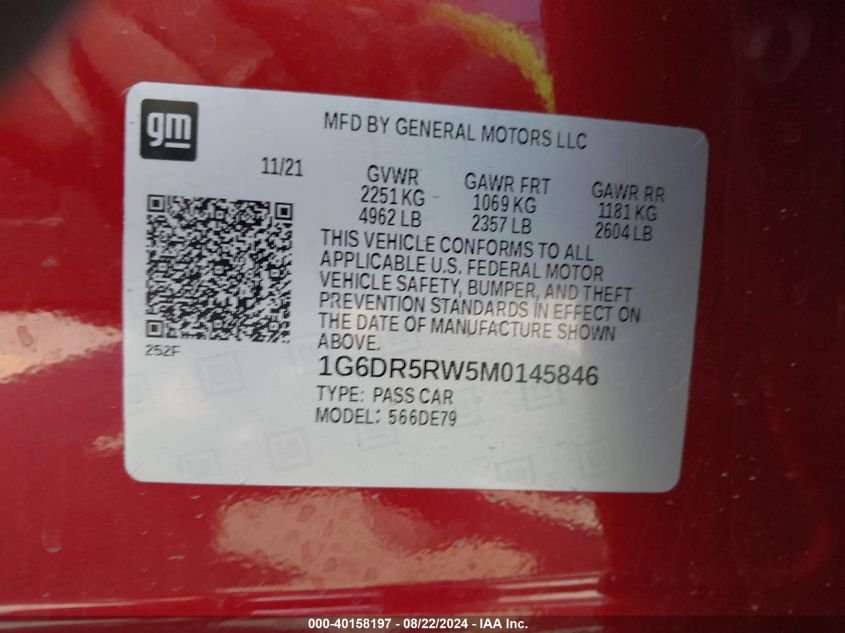 gm
MFD BY GENERAL MOTORS LLC
11/21
GVWR
2251 KG
4962 LB
GAWR FRT
1069 KG
2357 LB
GAWR RR
1181 KG
2604 LB
THIS VEHICLE CONFORMS TO ALL
APPLICABLE U.S. FEDERAL MOTOR
VEHICLE SAFETY, BUMPER, AND THEFT
PREVENTION STANDARDS IN EFFECT ON
THE DATE OF MANUFACTURE SHOWN
ABOVE.
252F
1G6DR5RW5M0145846
TYPE: PASS CAR
MODEL: 566DE79
000-40158197 - 08/22/2024 - IAA Inc.